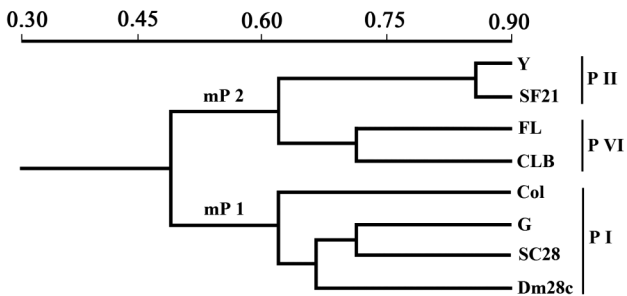 0.30 0.45 0.60 0.75 0.90
Y
P II
mP 2
SF21
FL
P VI
CLB
Col
mP 1
G
P I
SC28
Dm28c